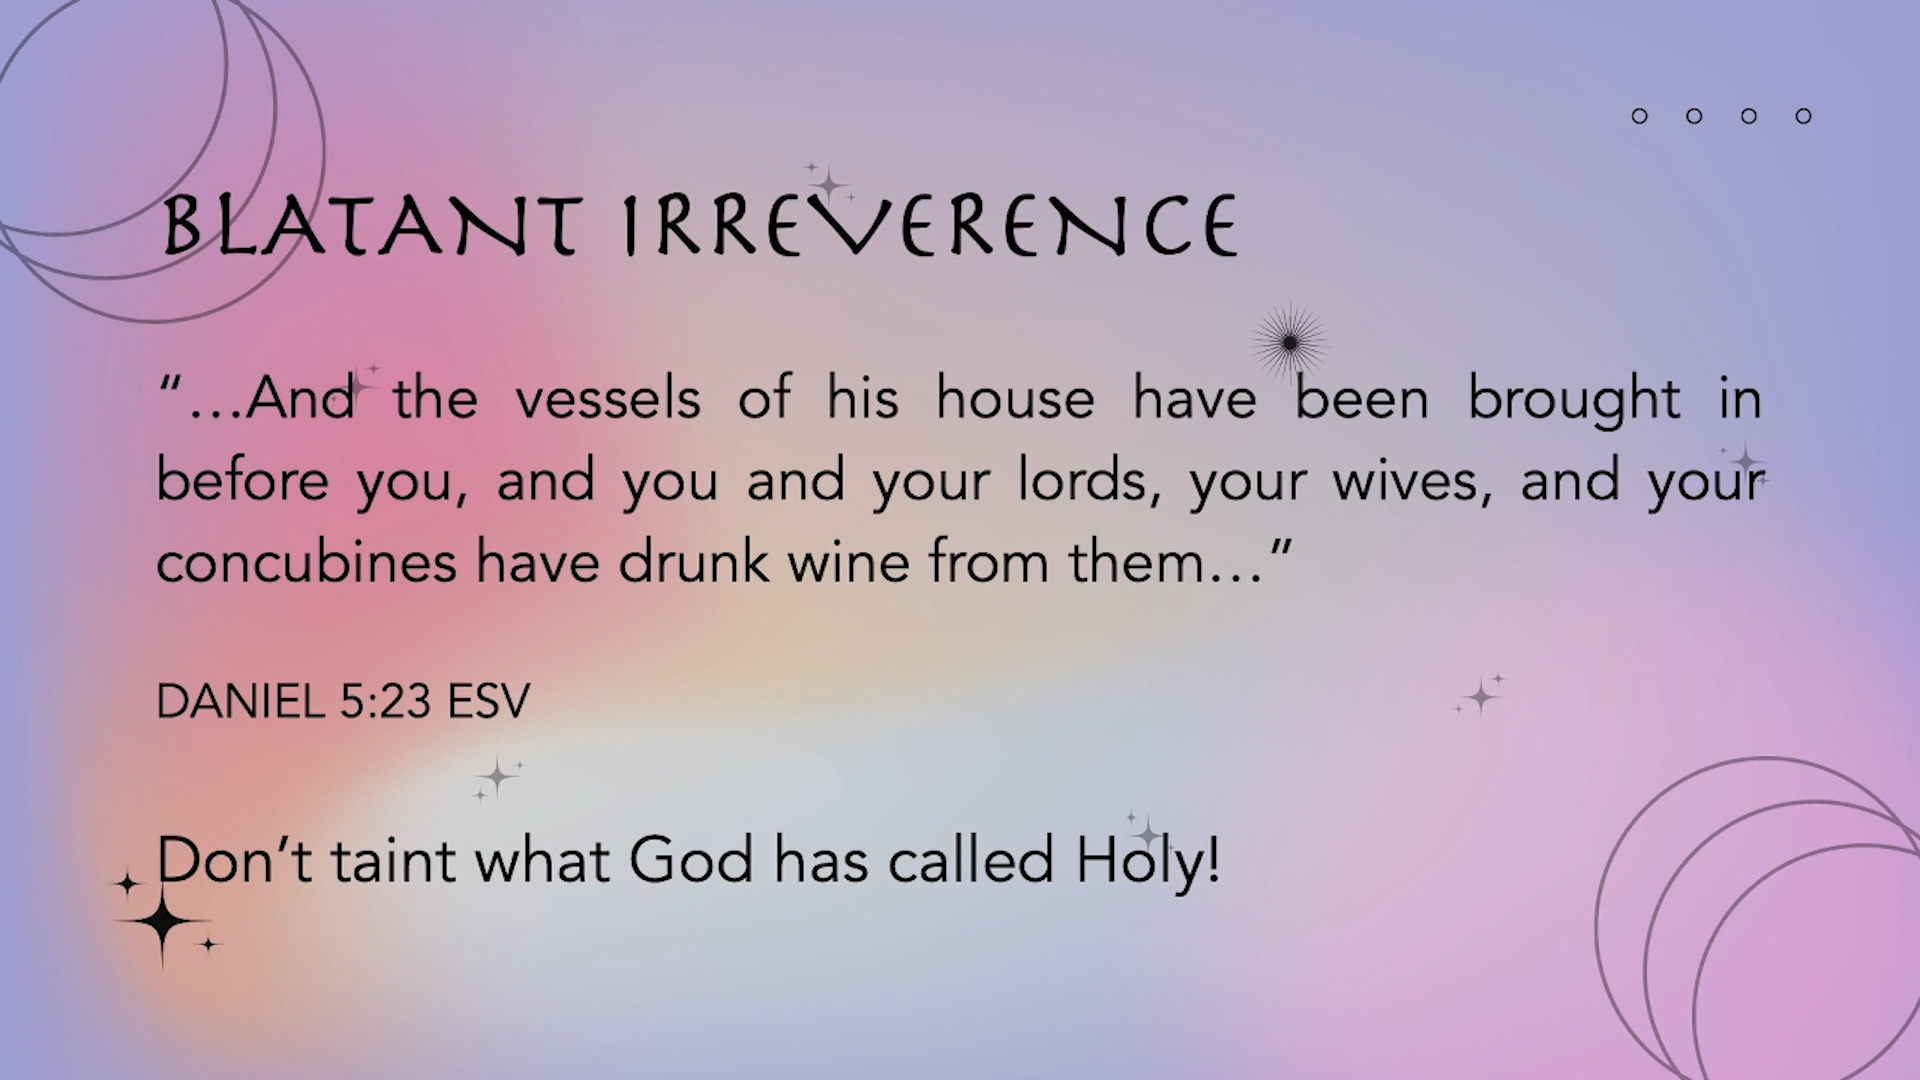 BLATANT IRREVERENCE
“…And the vessels of his house have been brought in
before you, and you and your lords, your wives, and your
concubines have drunk wine from them…”
DANIEL 5:23 ESV
Don’t taint what God has called Holy!